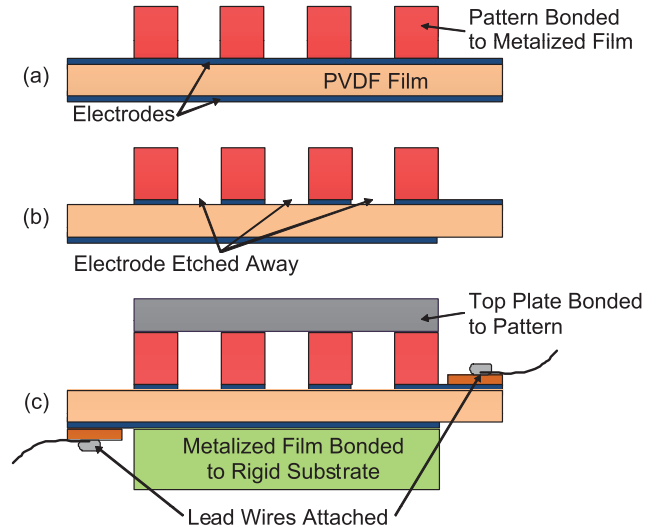 Pattern Bonded
to Metalized Film
(a)
PVDF Film
Electrodes
(b)
Electrode Etched Away
Top Plate Bonded
to Pattern
(c)
Metalized Film Bonded
to Rigid Substrate
Lead Wires Attached